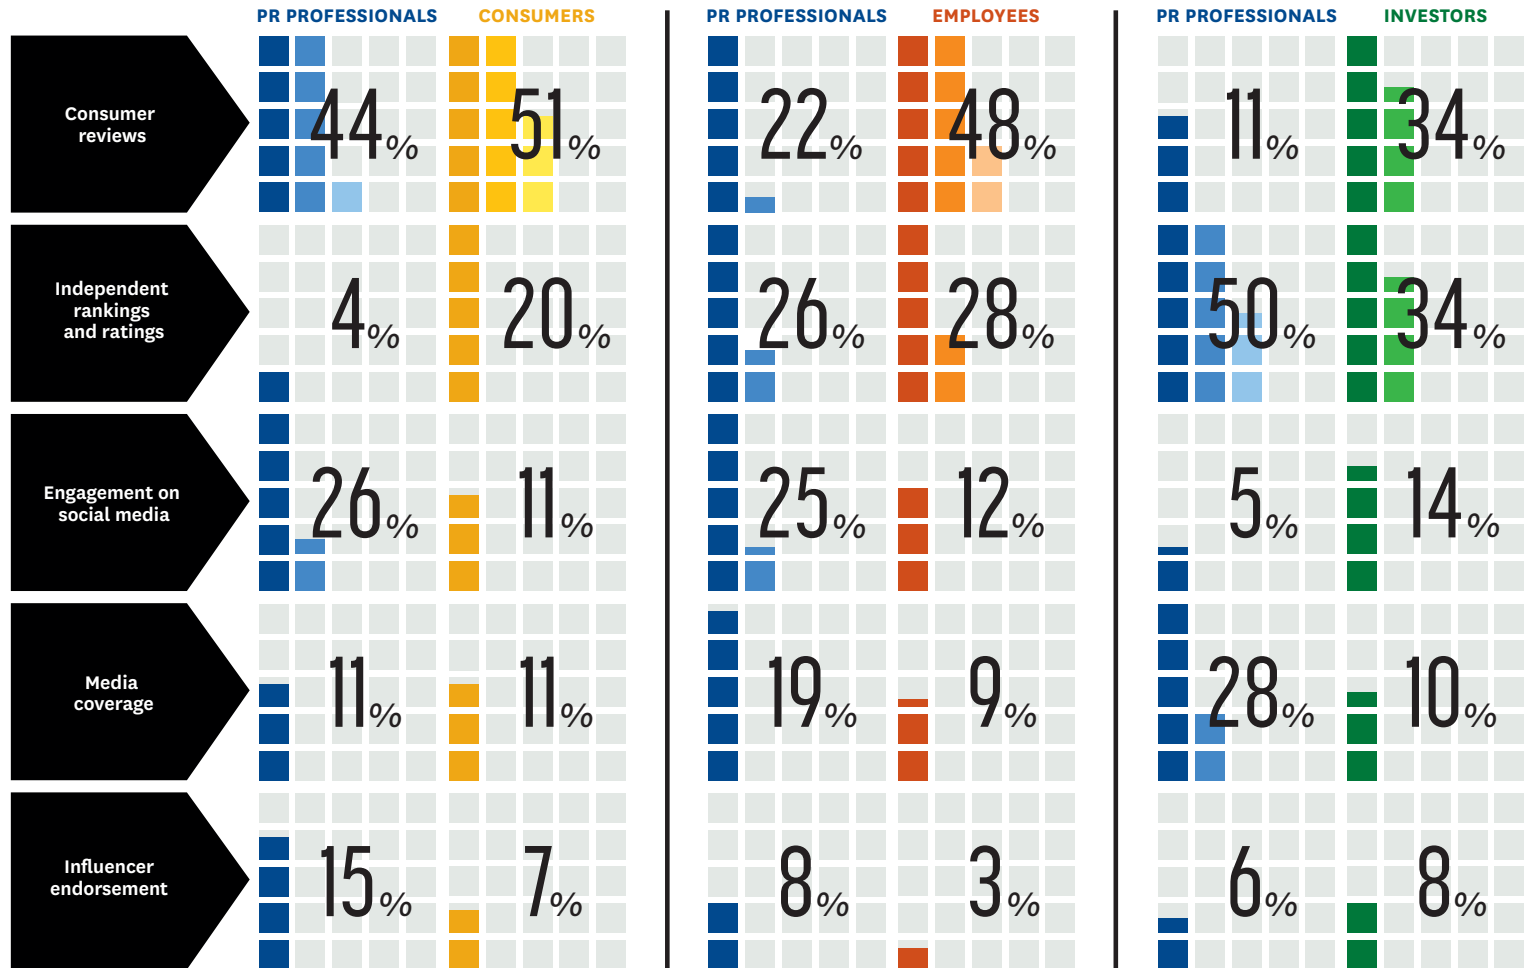 PR PROFESSIONALS CONSUMERS PR PROFESSIONALS EMPLOYEES PR PROFESSIONALS INVESTORS
Consumer
reviews
44% 51% 22% 48% 11% 34%
Independent
rankings
and ratings
4% 20% 26% 28% 50% 34%
Engagement on
social media
26% 11% 25% 12% 5% 14%
Media
coverage
11% 11% 19% 9% 28% 10%
Influencer
endorsement
15% 7% 8% 3% 6% 8%